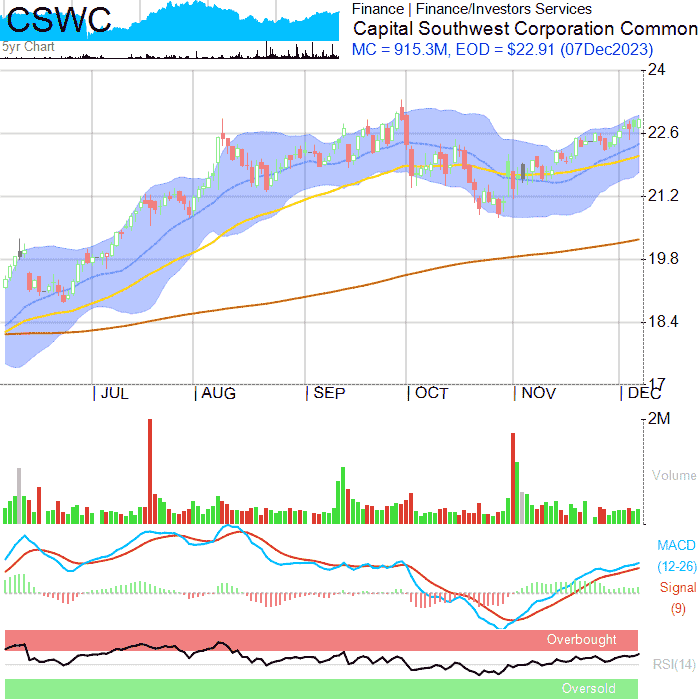 CSWC
5yr Chart
Finance | Finance/Investors Services
Capital Southwest Corporation Common
MC = 915.3M, EOD = $22.91 (07Dec2023)
24
22.6
21.2
19.8
18.4
17
JUL AUG SEP OCT NOV DEC
2M
Volume
MACD
(12-26)
Signal
(9)
Overbought
RSI(14)
Oversold